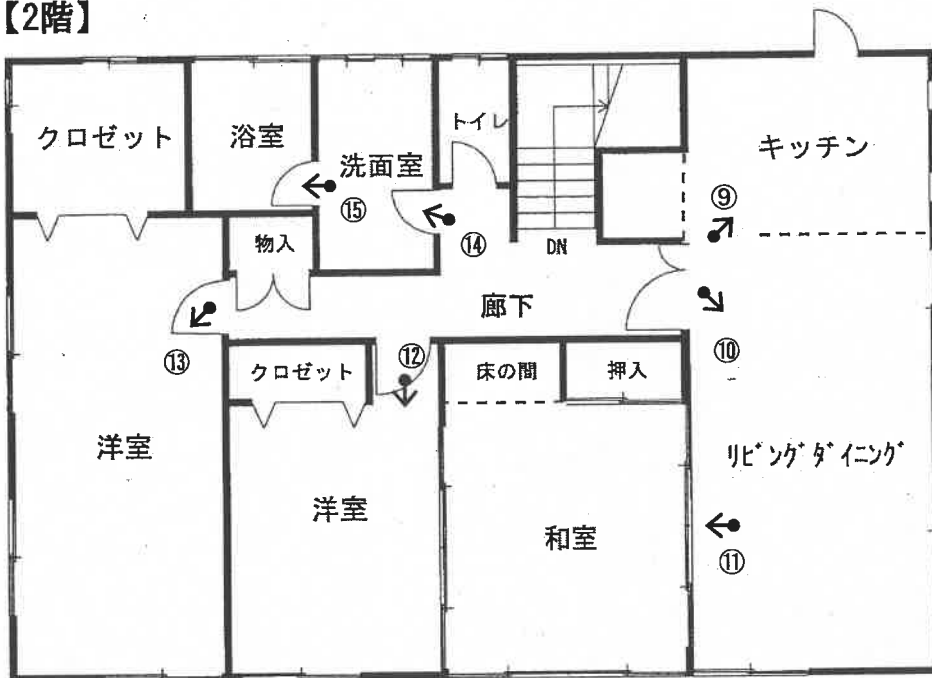 【2階】
クロゼット
浴室
洗面室
トイレ
キッチン
⑮
⑭
⑨
物入
DN
廊下
⑬
クロゼット
⑫
床の間
押入
⑩
洋室
洋室
和室
リビングダイニング
⑪